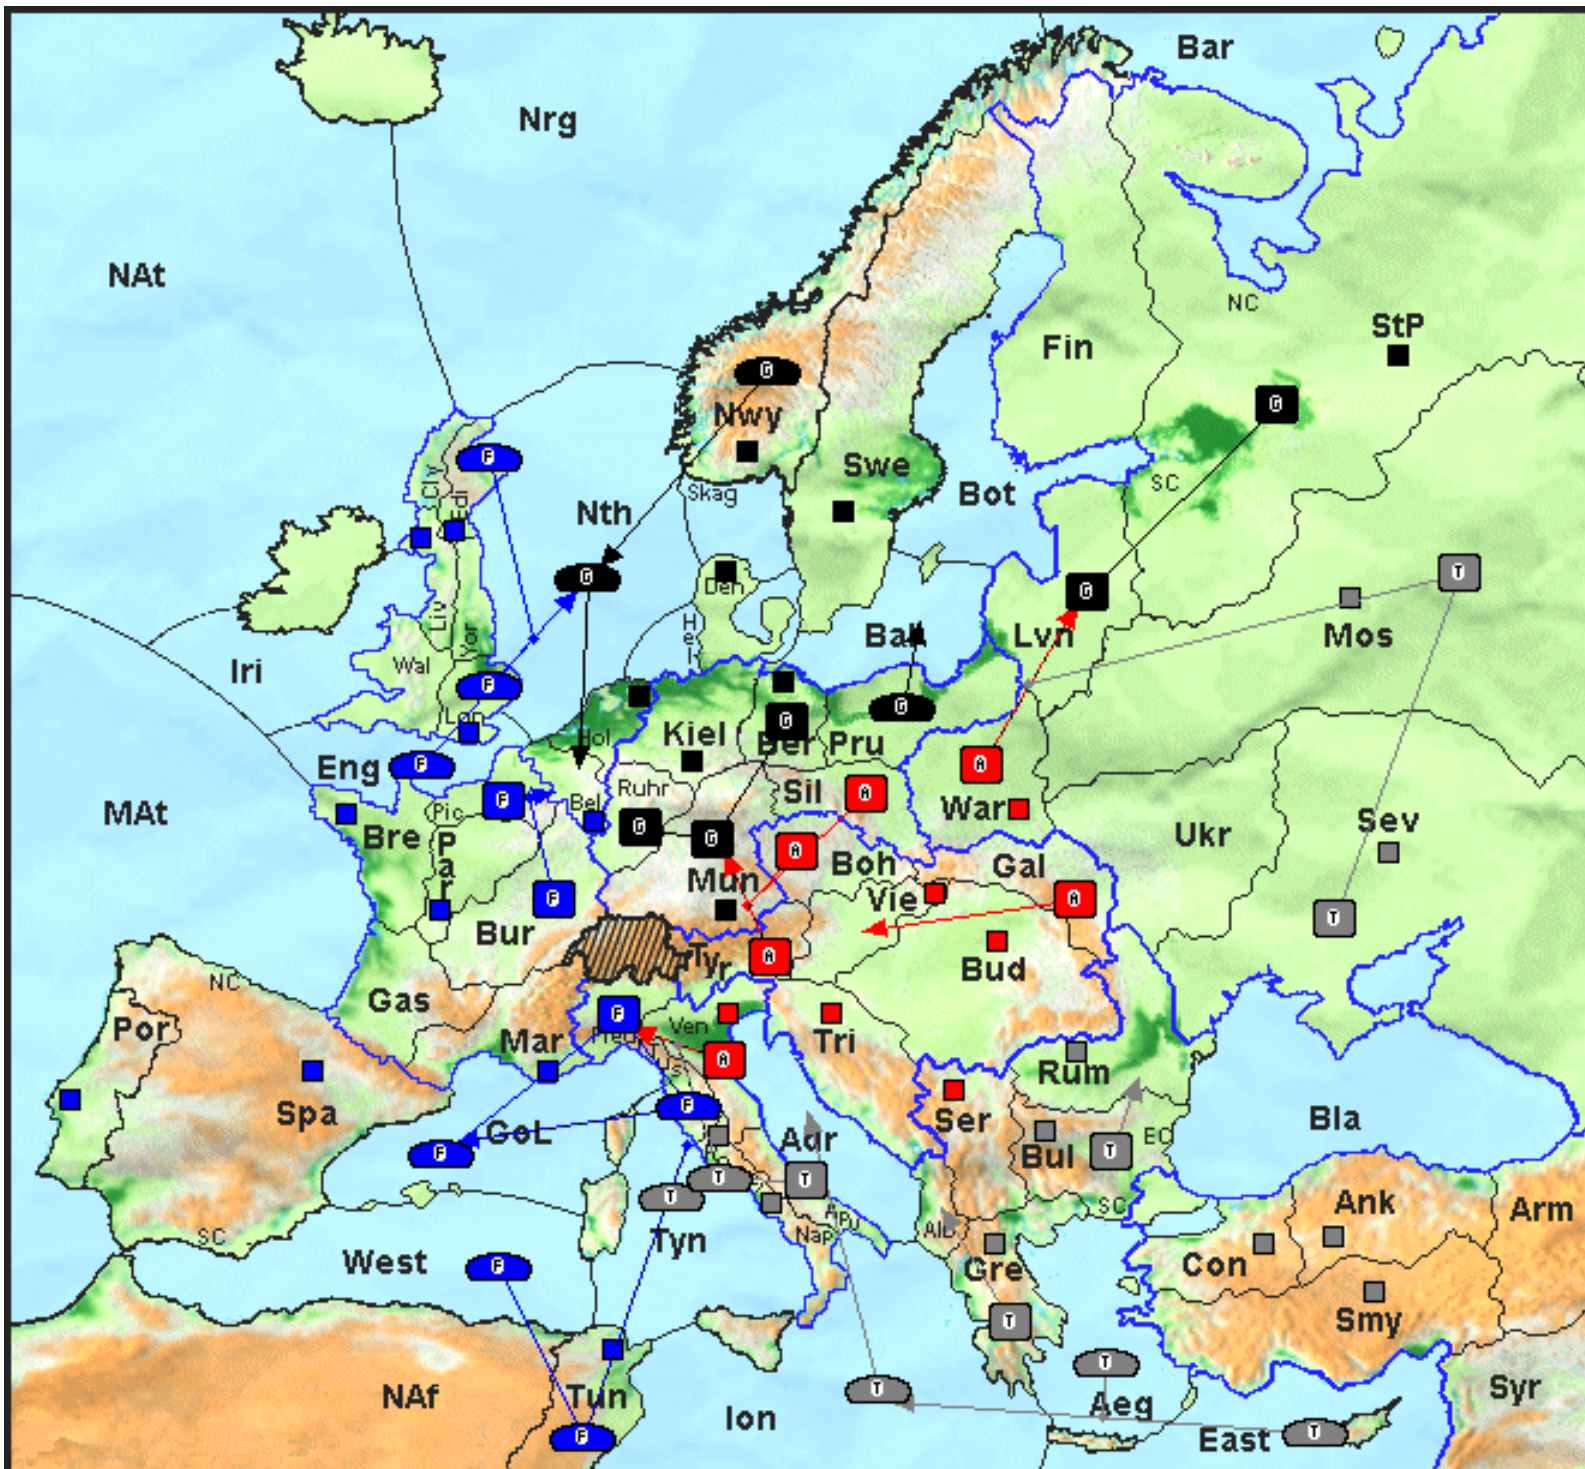 Bar
Nrg
NAt
NC
StP
Fin
G
G
Nwy
F
Swe
SC
Cly
Edi
Bot
Skag
Nth
G
Den
G
T
Mos
Hel
Liv
Yor
Iri
Wal
Balt
Lvn
F
Lon
G
G
Hol
Kiel
Ber
Pru
Eng
F
A
MAt
F
Pic
Bel
Ruhr
Sil
A
War
Bre
Par
G
G
A
Boh
Ukr
Sev
Mun
Gal
F
Vie
A
T
Bur
Tyr
A
Bud
NC
Gas
F
Por
Mar
Pied
Ven
Tri
A
Tus
Rum
Spa
F
GoL
F
Adr
Ser
Bla
Bul
T
EC
T
T
T
Ank
Arm
SC
West
Tyn
Apu
Nap
Alb
SC
Con
F
Gre
T
Smy
T
T
NAf
Tun
Ion
Aeg
Syr
F
East
T